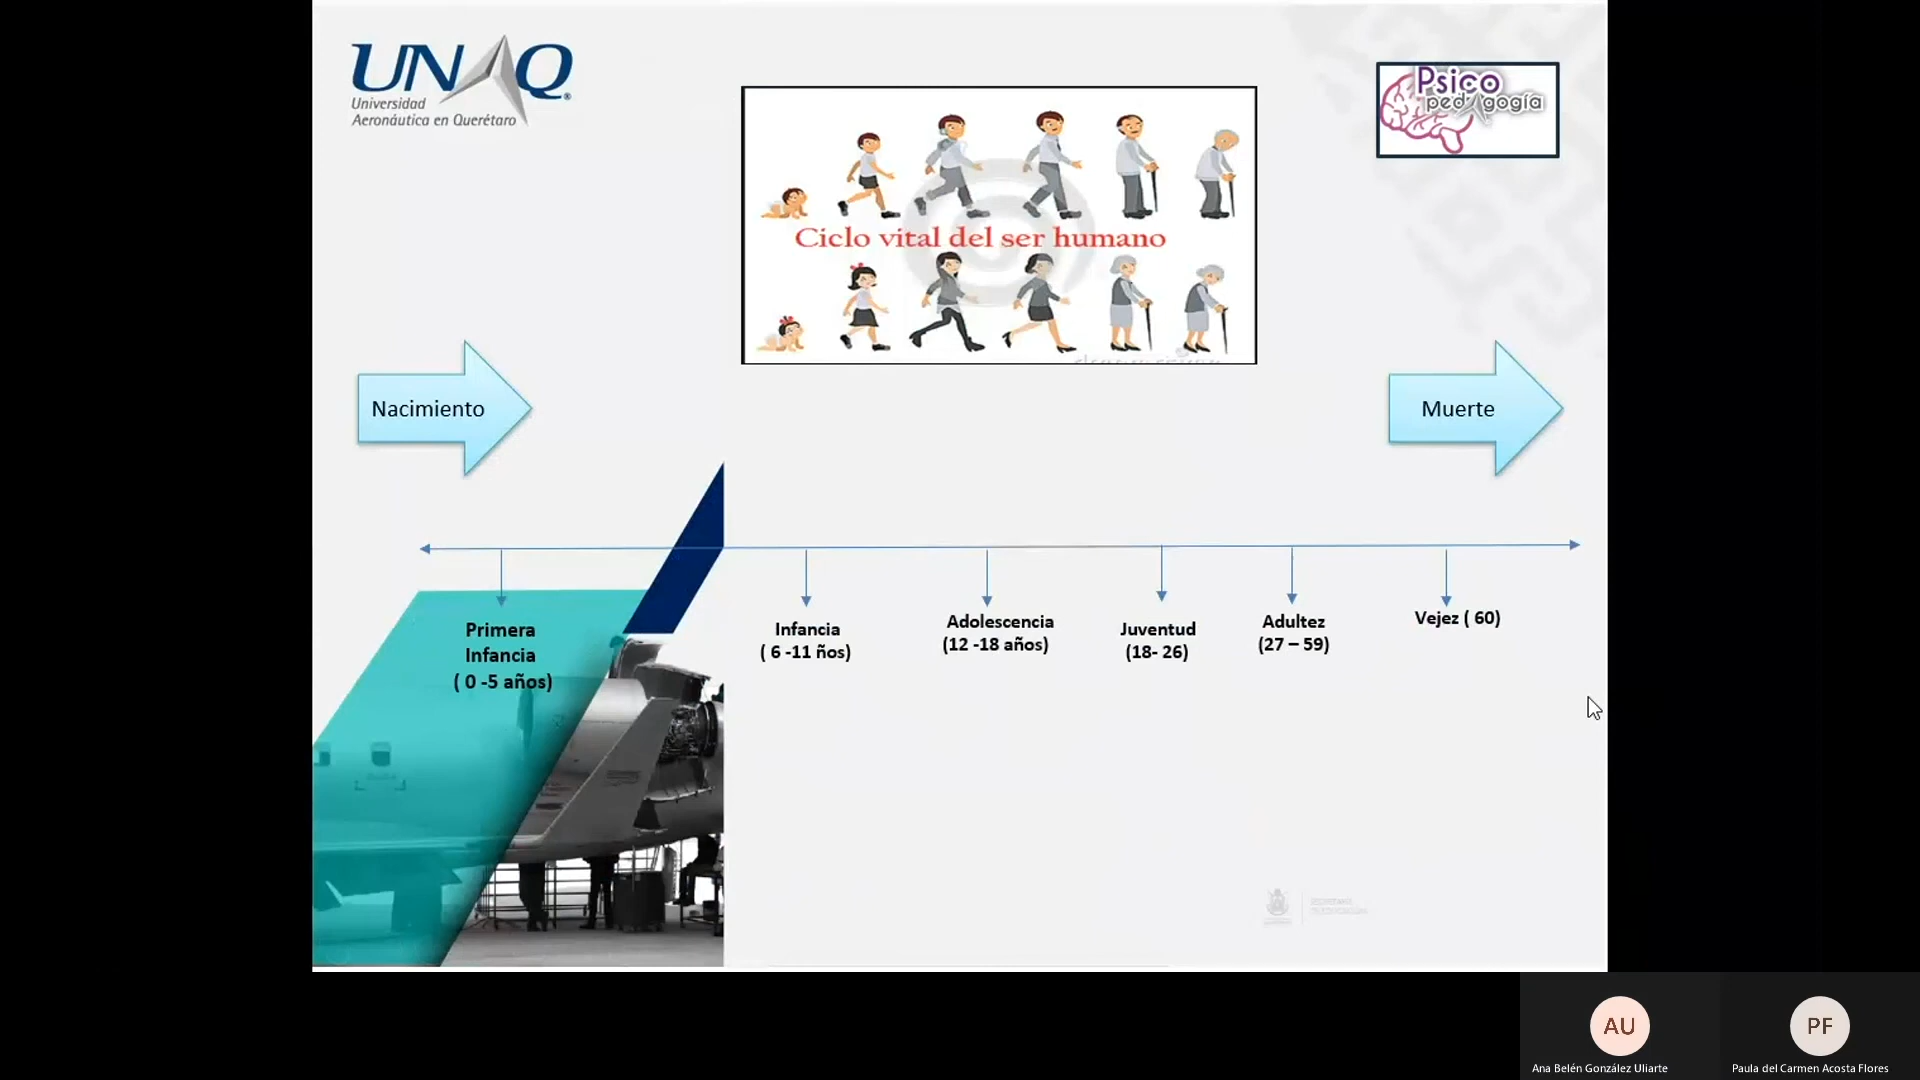 UNAQ
Universidad
Aeronáutica en Querétaro
Psico
pedagogía
Ciclo vital del ser humano
Nacimiento
Muerte
Primera
Infancia
( 0 -5 años)
Infancia
( 6 -11 ños)
Adolescencia
(12 -18 años)
Juventud
(18- 26)
Adultez
(27 – 59)
Vejez ( 60)
AU
Ana Belén González Uliarte
PF
Paula del Carmen Acosta Flores